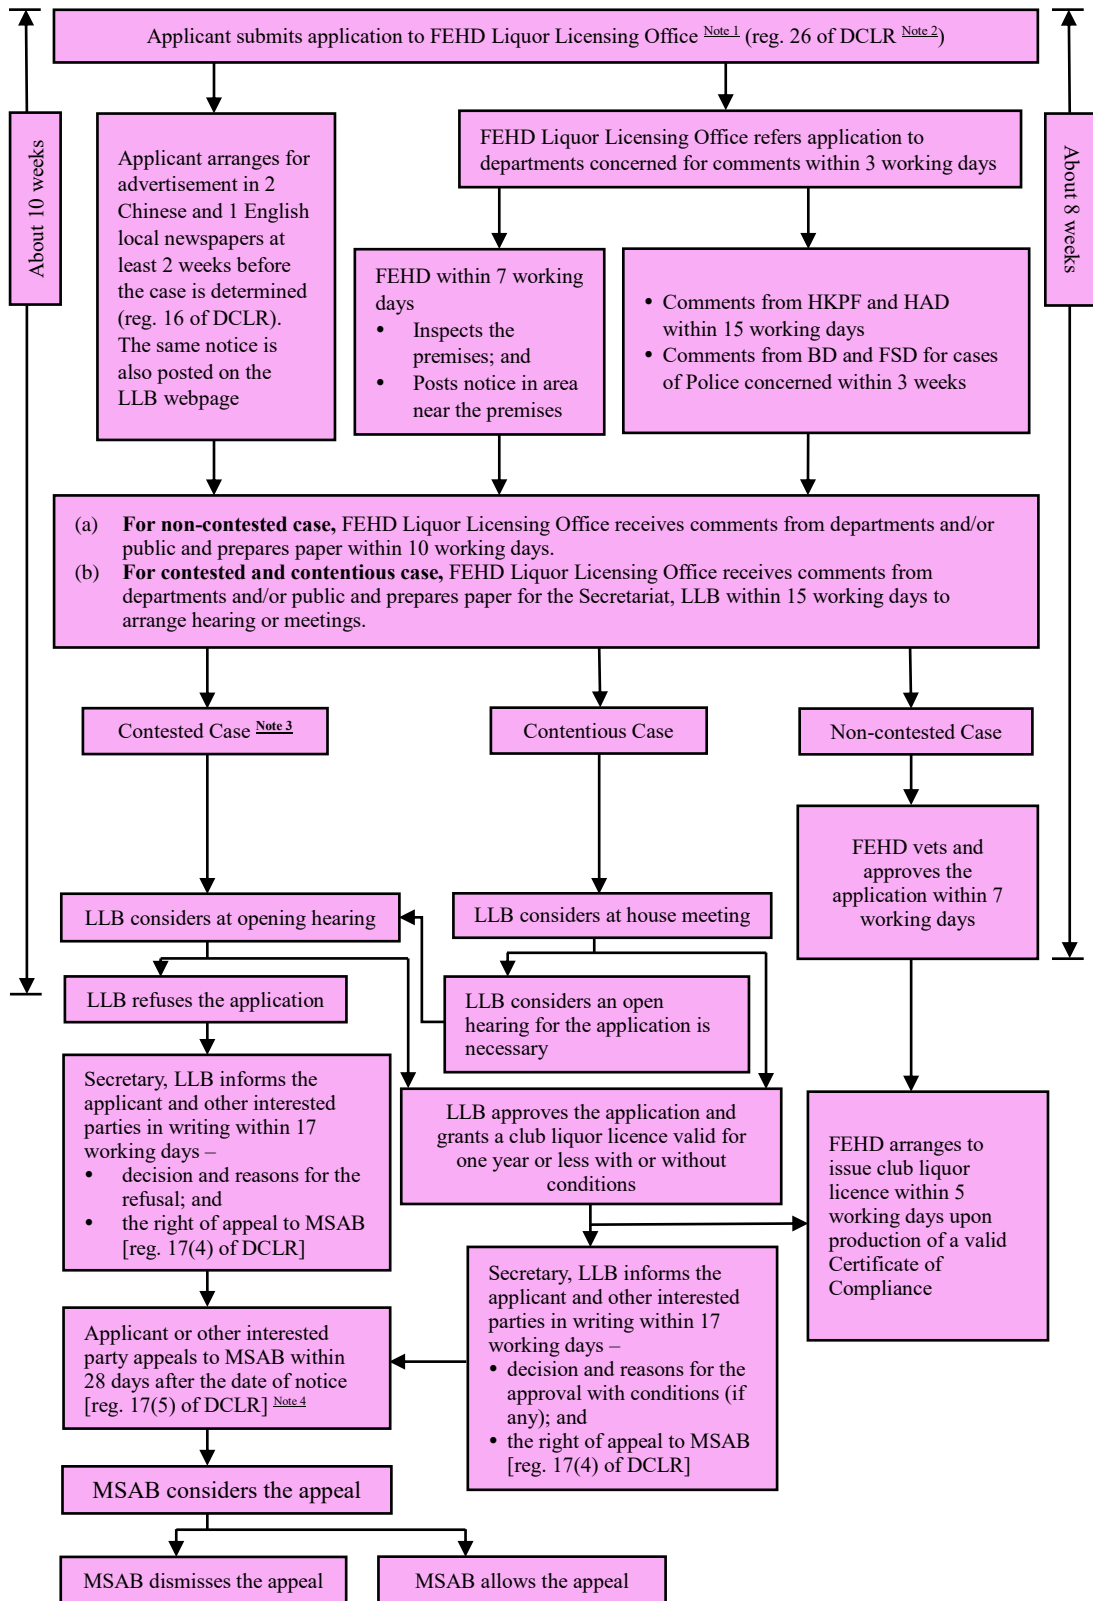 Applicant submits application to FEHD Liquor Licensing Office Note 1 (reg. 26 of DCLR Note 2)
About 10 weeks
About 8 weeks
Applicant arranges for
advertisement in 2
Chinese and 1 English
local newspapers at
least 2 weeks before
the case is determined
(reg. 16 of DCLR).
The same notice is
also posted on the
LLB webpage
FEHD Liquor Licensing Office refers application to
departments concerned for comments within 3 working days
FEHD within 7 working
days
• Inspects the
premises; and
• Posts notice in area
near the premises
• Comments from HKPF and HAD
within 15 working days
• Comments from BD and FSD for cases
of Police concerned within 3 weeks
(a) For non-contested case, FEHD Liquor Licensing Office receives comments from departments and/or
public and prepares paper within 10 working days.
(b) For contested and contentious case, FEHD Liquor Licensing Office receives comments from
departments and/or public and prepares paper for the Secretariat, LLB within 15 working days to
arrange hearing or meetings.
Contested Case Note 3
Contentious Case
Non-contested Case
FEHD vets and
approves the
application within 7
working days
LLB considers at opening hearing
LLB considers at house meeting
LLB refuses the application
LLB considers an open
hearing for the application is
necessary
Secretary, LLB informs the
applicant and other interested
parties in writing within 17
working days –
• decision and reasons for the
refusal; and
• the right of appeal to MSAB
[reg. 17(4) of DCLR]
LLB approves the application and
grants a club liquor licence valid for
one year or less with or without
conditions
FEHD arranges to
issue club liquor
licence within 5
working days upon
production of a valid
Certificate of
Compliance
Secretary, LLB informs the
applicant and other interested
parties in writing within 17
working days –
• decision and reasons for the
approval with conditions (if
any); and
• the right of appeal to MSAB
[reg. 17(4) of DCLR]
Applicant or other interested
party appeals to MSAB within
28 days after the date of notice
[reg. 17(5) of DCLR] Note 4
MSAB considers the appeal
MSAB dismisses the appeal
MSAB allows the appeal